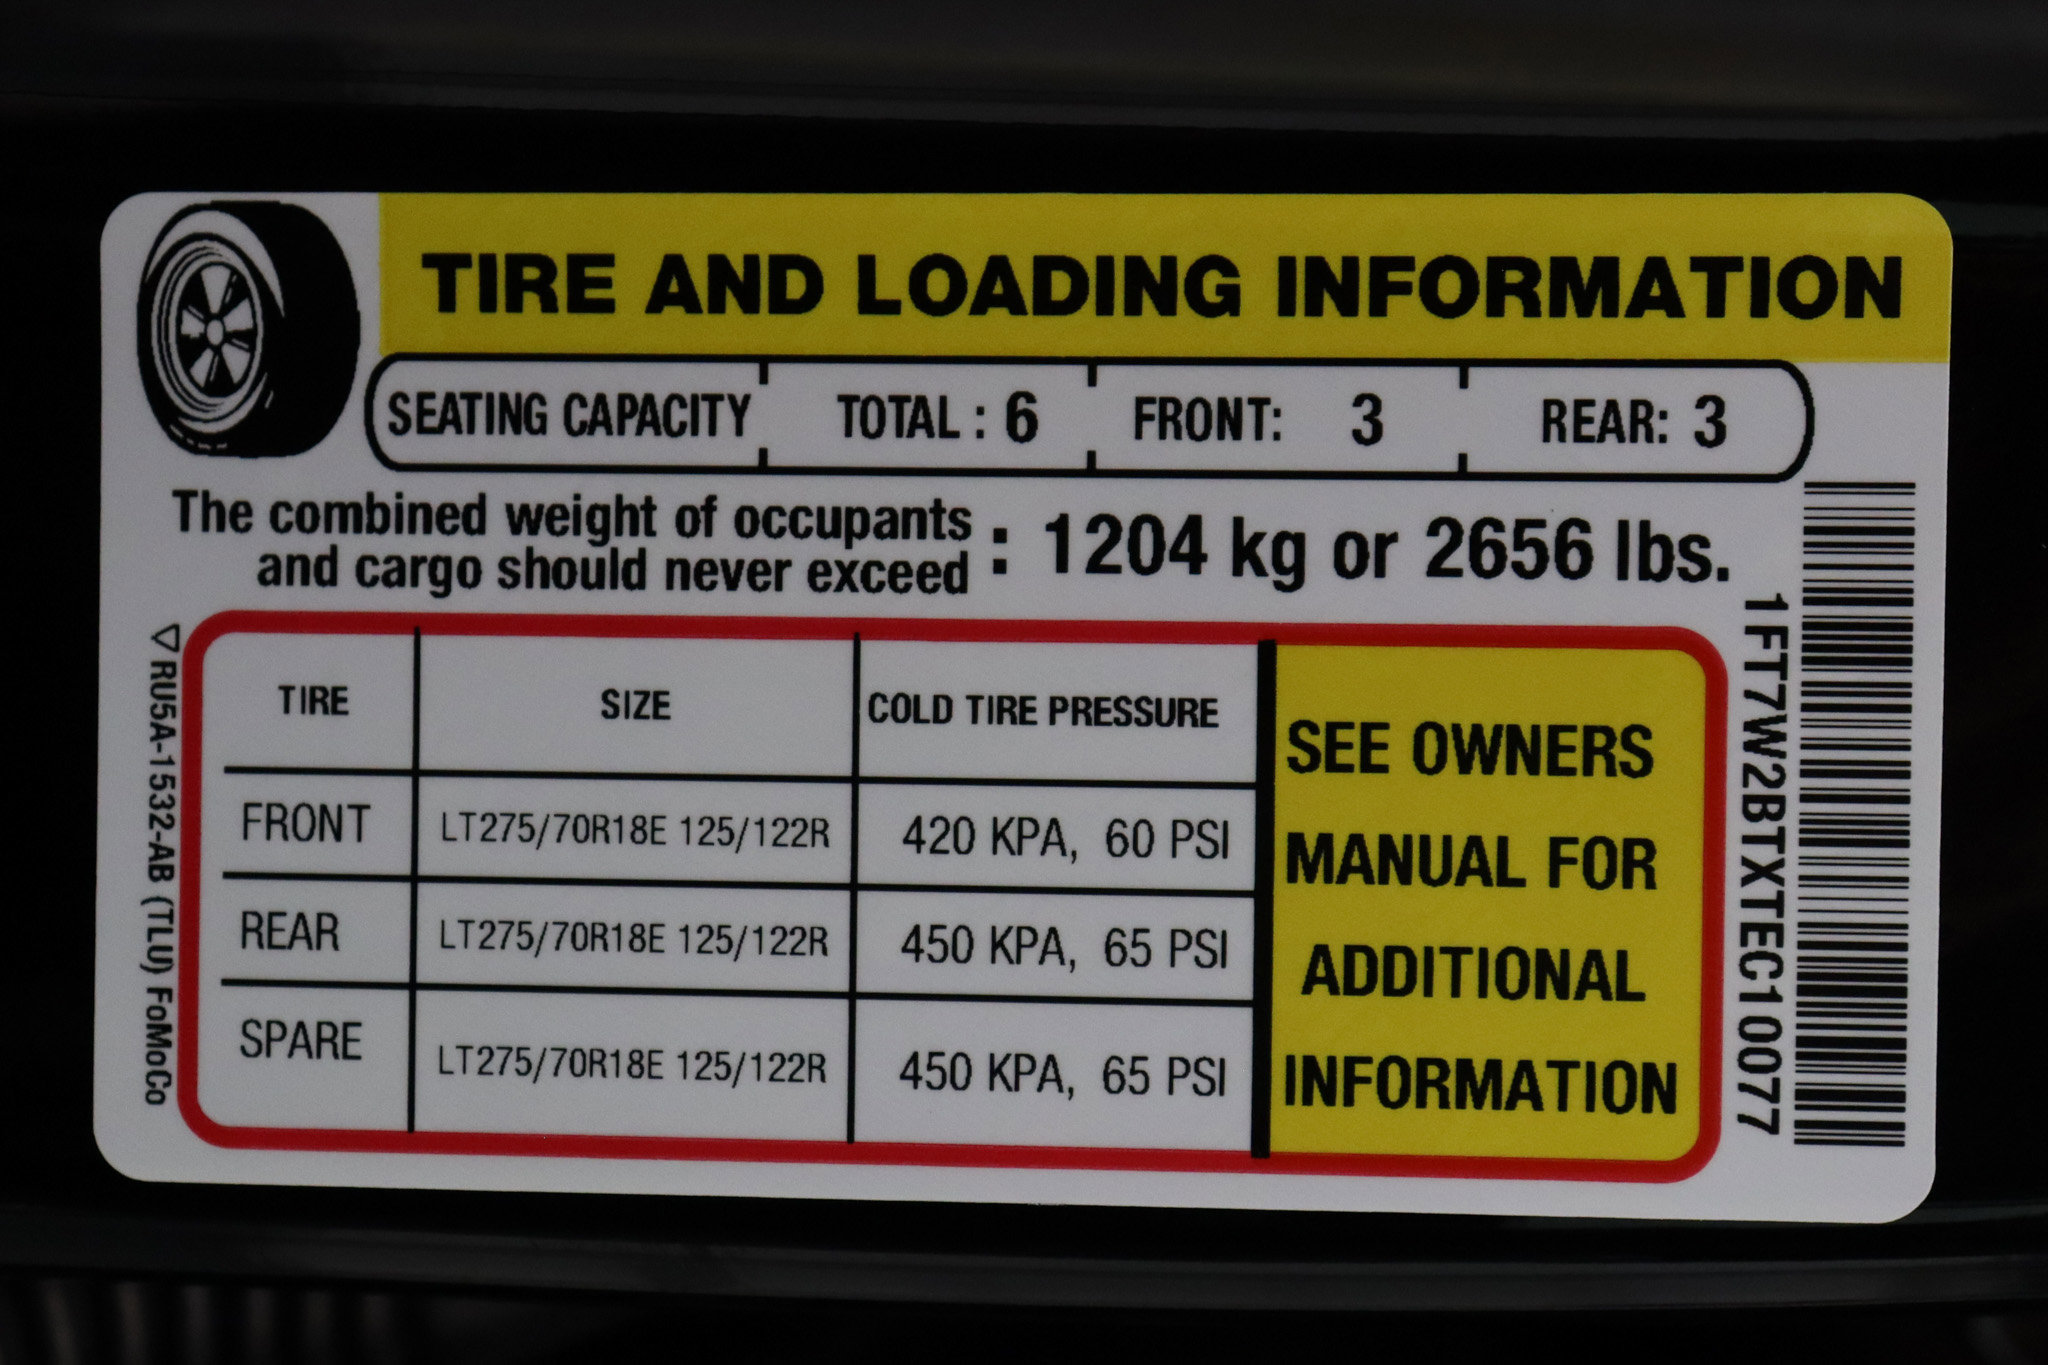 TIRE AND LOADING INFORMATION
SEATING CAPACITY TOTAL : 6 FRONT: 3 REAR: 3
The combined weight of occupants
and cargo should never exceed : 1204 kg or 2656 lbs.
TIRE SIZE COLD TIRE PRESSURE
FRONT LT275/70R18E 125/122R 420 KPA, 60 PSI
REAR LT275/70R18E 125/122R 450 KPA, 65 PSI
SPARE LT275/70R18E 125/122R 450 KPA, 65 PSI
SEE OWNERS
MANUAL FOR
ADDITIONAL
INFORMATION
RU5A-1532-AB (TLU) FoMoCo
1FT7W2BTXTEC10077